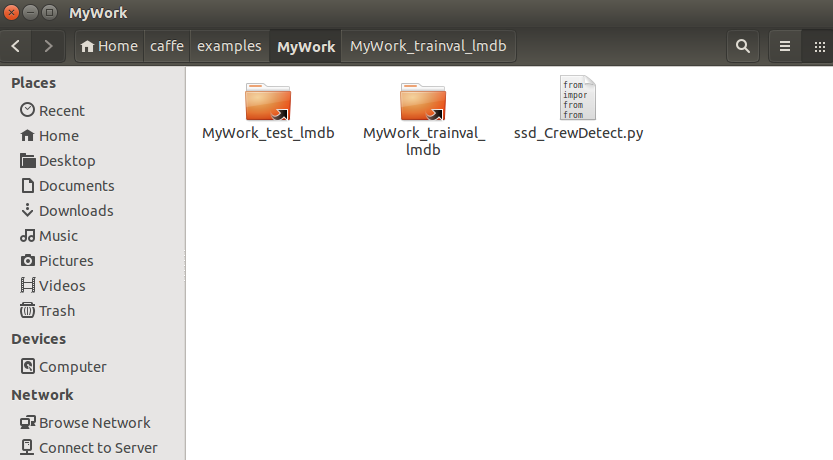 MyWork
Home caffe examples MyWork MyWork_trainval_lmdb
Places
Recent
Home
Desktop
Documents
Downloads
Music
Pictures
Videos
Trash
Devices
Computer
Network
Browse Network
Connect to Server
MyWork_test_lmdb
MyWork_trainval_
lmdb
from
impor
from
from
ssd_CrewDetect.py